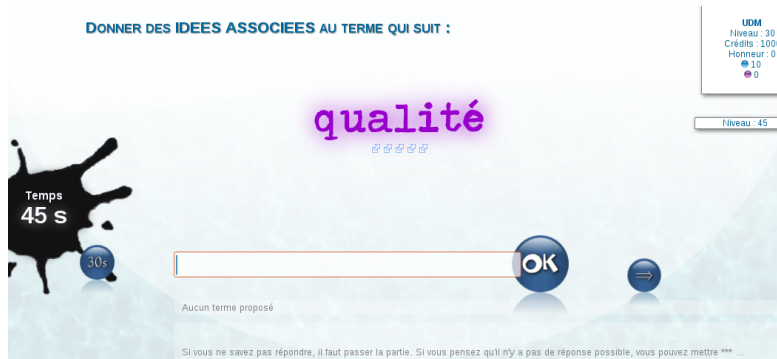 DONNER DES IDEES ASSOCIEES AU TERME QUI SUIT :
UDM
Niveau : 30
Crédits : 1000
Honneur : 0
10
0
qualité
Niveau : 45
Temps
45 s
30s
OK
Aucun terme proposé
Si vous ne savez pas répondre, il faut passer la partie. Si vous pensez qu'il n'y a pas de réponse possible, vous pouvez mettre *** ...